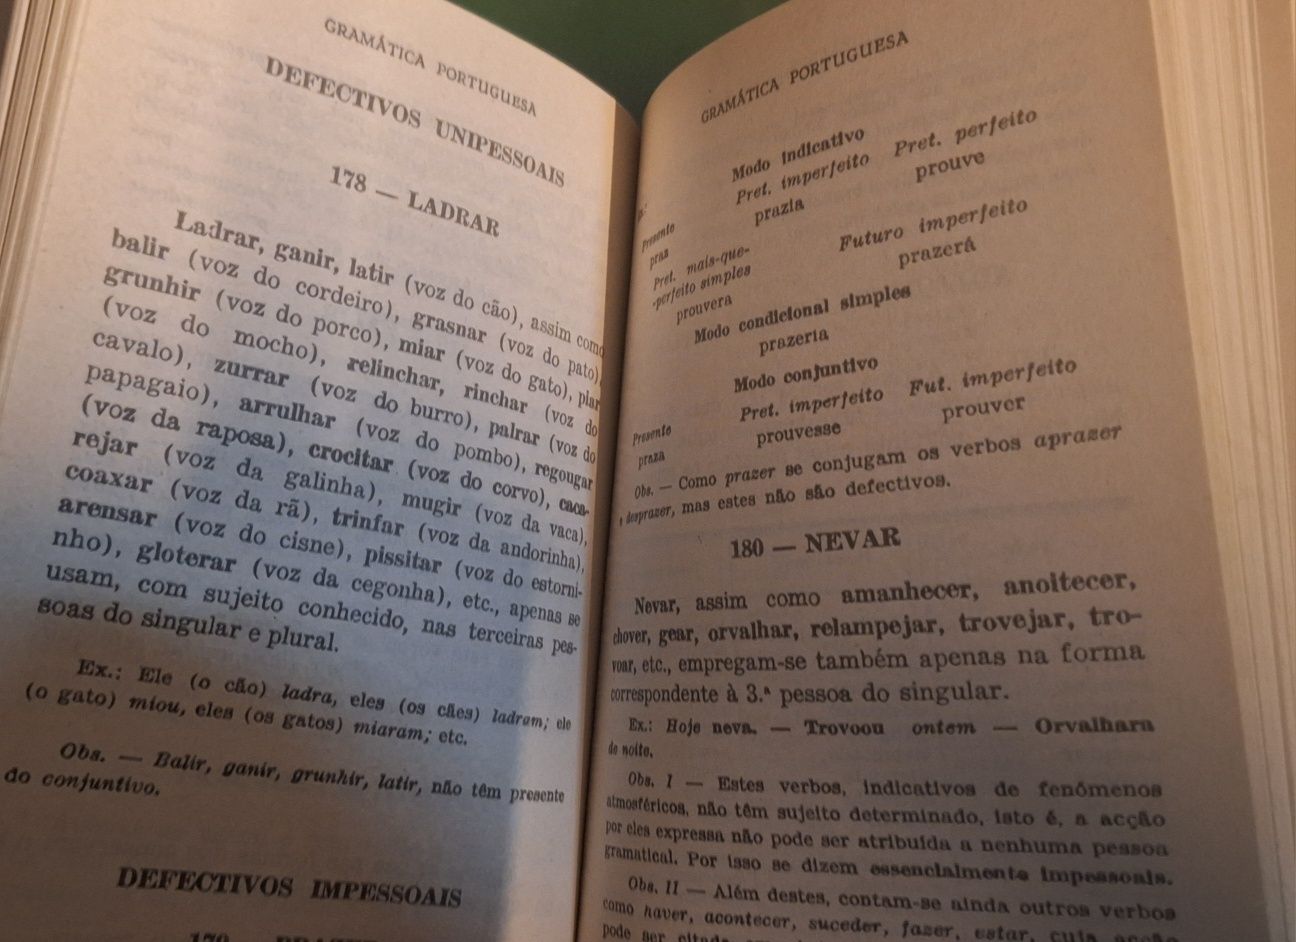 GRAMÁTICA PORTUGUESA
DEFECTIVOS UNIPESSOAIS
178 — LADRAR
Ladrar, ganir, latir (voz do cão), assim como
balir (voz do cordeiro), grasnar (voz do pato),
grunhir (voz do porco), miar (voz do gato), piar
(voz do mocho), relinchar, rinchar (voz do
cavalo), zurrar (voz do burro), palrar (voz do
papagaio), arrulhar (voz do pombo), regougar
(voz da raposa), crocitar (voz do corvo), caca-
rejar (voz da galinha), mugir (voz da vaca),
coaxar (voz da rã), trinfar (voz da andorinha),
arensar (voz do cisne), pissitar (voz do estorni-
nho), gloterar (voz da cegonha), etc., apenas se
usam, com sujeito conhecido, nas terceiras pes-
soas do singular e plural.
Ex.: Ele (o cão) ladra, eles (os cães) ladram; ele
(o gato) miou, eles (os gatos) miaram; etc.
Obs. — Balir, ganir, grunhir, latir, não têm presente
do conjuntivo.
DEFECTIVOS IMPESSOAIS
GRAMÁTICA PORTUGUESA
Modo indicativo
Presente Pret. imperfeito Pret. perfeito
praz prazia prouve
Pret. mais-que-
-perfeito simples Futuro imperfeito
prouvera prazerá
Modo condicional simples
prazeria
Modo conjuntivo
Presente Pret. imperfeito Fut. imperfeito
praza prouvesse prouver
Obs. — Como prazer se conjugam os verbos aprazer
e desprazer, mas estes não são defectivos.
180 — NEVAR
Nevar, assim como amanhecer, anoitecer,
chover, gear, orvalhar, relampejar, trovejar, tro-
voar, etc., empregam-se também apenas na forma
correspondente à 3.ª pessoa do singular.
Ex.: Hoje neva. — Trovoou ontem — Orvalhara
de noite.
Obs. I — Estes verbos, indicativos de fenómenos
atmosféricos, não têm sujeito determinado, isto é, a acção
por eles expressa não pode ser atribuída a nenhuma pessoa
gramatical. Por isso se dizem essencialmente impessoais.
Obs. II — Além destes, contam-se ainda outros verbos
como haver, acontecer, suceder, fazer, estar, cuja acção
pode ser